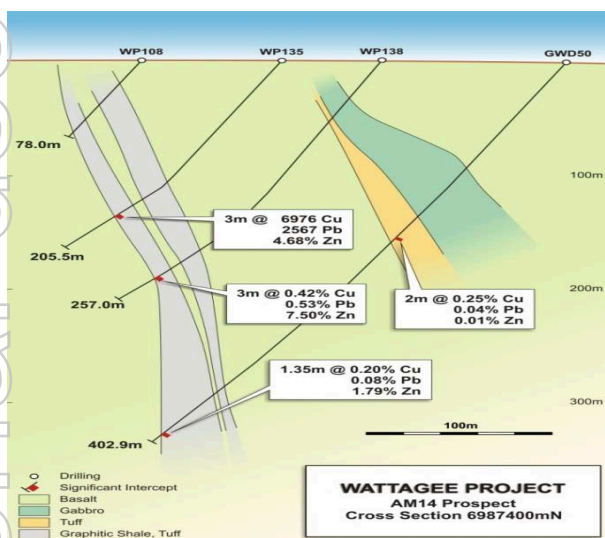 WP108
WP135
WP138
GWD50
78.0m
100m
3m @ 6976 Cu
2567 Pb
4.68% Zn
205.5m
2m @ 0.25% Cu
0.04% Pb
0.01% Zn
200m
257.0m
3m @ 0.42% Cu
0.53% Pb
7.50% Zn
1.35m @ 0.20% Cu
0.08% Pb
1.79% Zn
300m
100m
402.9m
Drilling
Significant Intercept
Basalt
Gabbro
Tuff
Graphitic Shale, Tuff
WATTAGEE PROJECT
AM14 Prospect
Cross Section 6987400mN